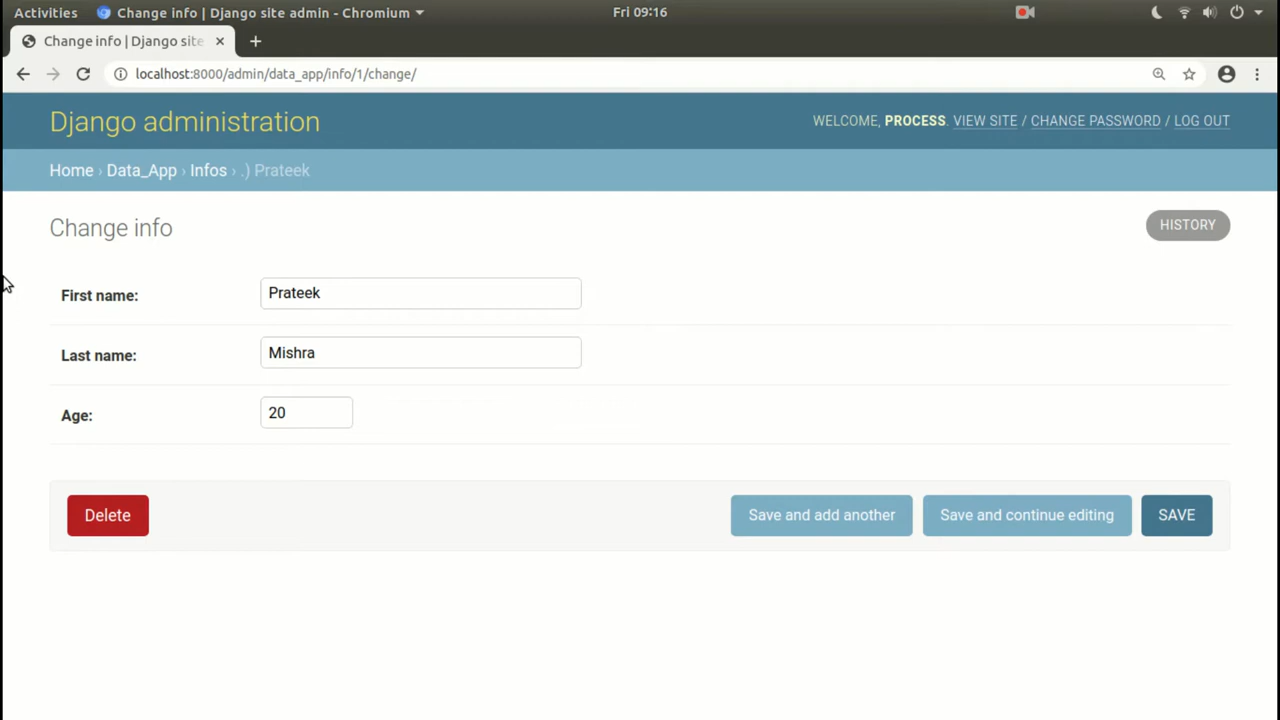 Activities Change info | Django site admin - Chromium Fri 09:16
Change info | Django site
localhost:8000/admin/data_app/info/1/change/
Django administration WELCOME, PROCESS. VIEW SITE / CHANGE PASSWORD / LOG OUT
Home › Data_App › Infos › .) Prateek
Change info HISTORY
First name: Prateek
Last name: Mishra
Age: 20
Delete Save and add another Save and continue editing SAVE